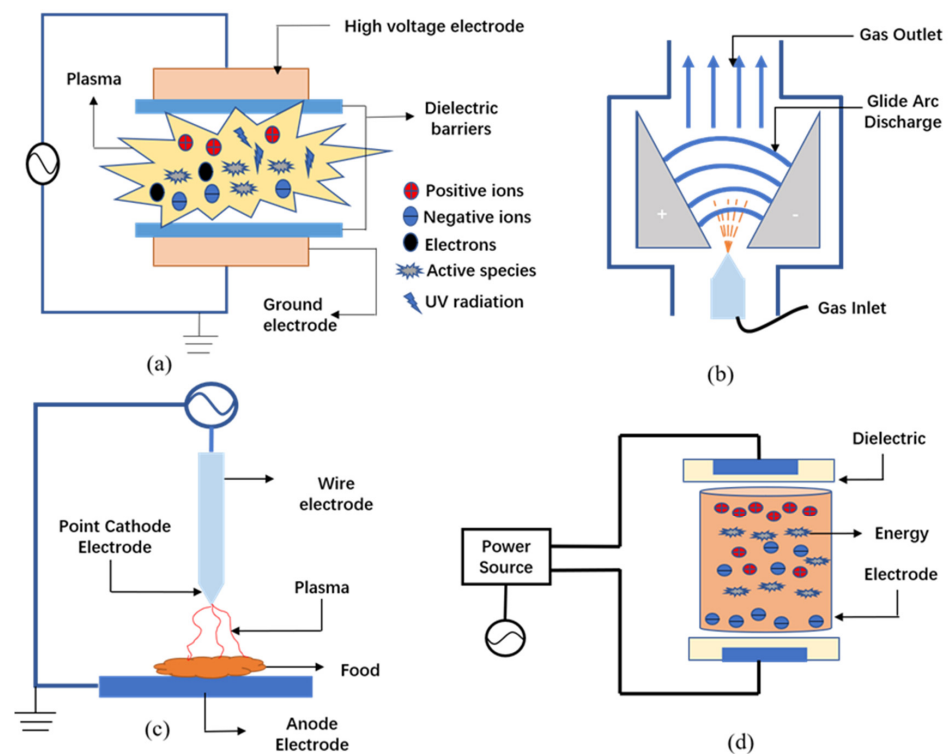 High voltage electrode
Plasma
Dielectric
barriers
Positive ions
Negative ions
Electrons
Active species
UV radiation
Ground
electrode
(a)
Gas Outlet
Glide Arc
Discharge
+
-
Gas Inlet
(b)
Wire
electrode
Point Cathode
Electrode
Plasma
Food
Anode
Electrode
(c)
Dielectric
Power
Source
Energy
Electrode
(d)